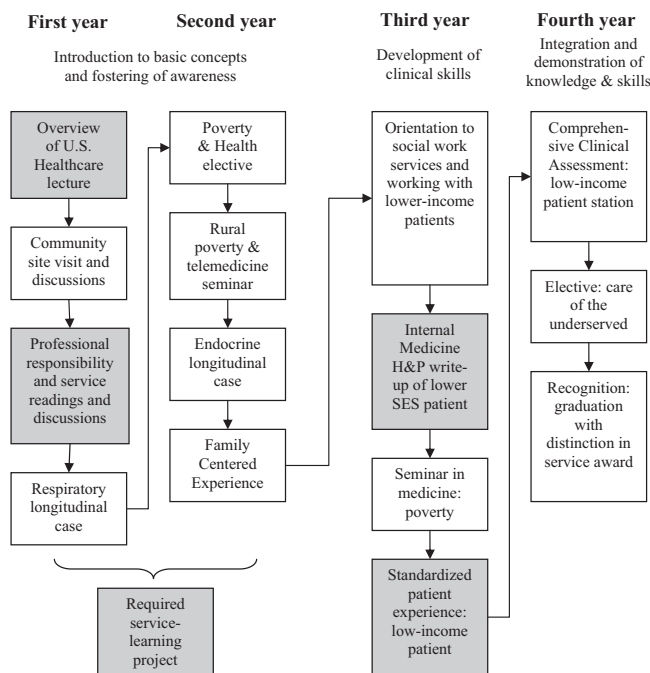 First year
Second year
Third year
Fourth year
Introduction to basic concepts
and fostering of awareness
Development of
clinical skills
Integration and
demonstration of
knowledge & skills
Overview
of U.S.
Healthcare
lecture
Community
site visit and
discussions
Professional
responsibility
and service
readings and
discussions
Respiratory
longitudinal
case
Poverty
& Health
elective
Rural
poverty &
telemedicine
seminar
Endocrine
longitudinal
case
Family
Centered
Experience
Required
service-
learning
project
Orientation to
social work
services and
working with
lower-income
patients
Internal
Medicine
H&P write-
up of lower
SES patient
Seminar in
medicine:
poverty
Standardized
patient
experience:
low-income
patient
Comprehen-
sive Clinical
Assessment:
low-income
patient station
Elective: care
of the
underserved
Recognition:
graduation
with
distinction in
service award